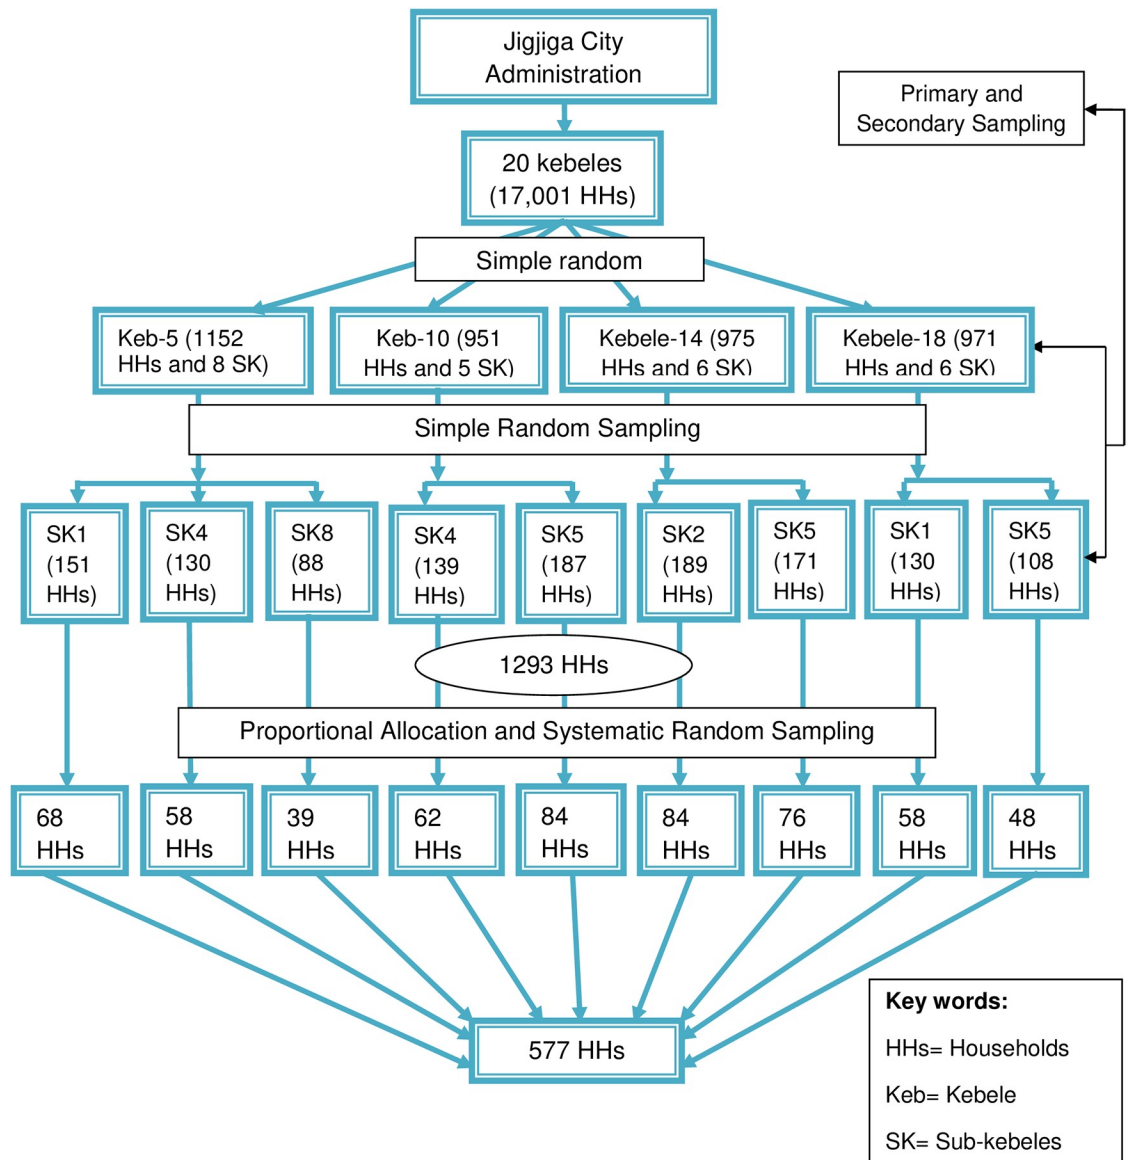 Jigjiga City
Administration
Primary and
Secondary Sampling
20 kebeles
(17,001 HHs)
Simple random
Keb-5 (1152
HHs and 8 SK)
Keb-10 (951
HHs and 5 SK)
Kebele-14 (975
HHs and 6 SK)
Kebele-18 (971
HHs and 6 SK)
Simple Random Sampling
SK1
(151
HHs)
SK4
(130
HHs)
SK8
(88
HHs)
SK4
(139
HHs)
SK5
(187
HHs)
SK2
(189
HHs)
SK5
(171
HHs)
SK1
(130
HHs)
SK5
(108
HHs)
1293 HHs
Proportional Allocation and Systematic Random Sampling
68
HHs
58
HHs
39
HHs
62
HHs
84
HHs
84
HHs
76
HHs
58
HHs
48
HHs
577 HHs
Key words:
HHs= Households
Keb= Kebele
SK= Sub-kebeles